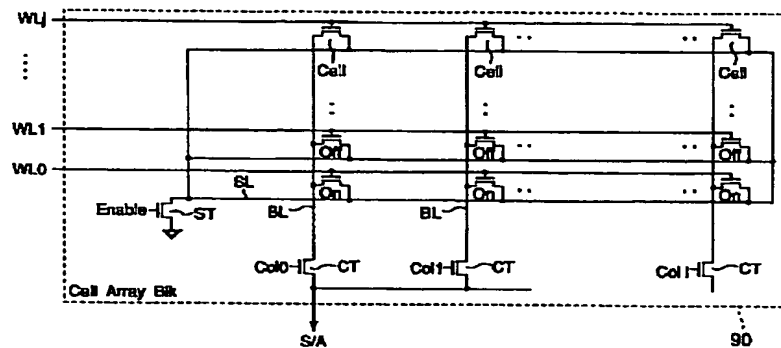 WLj
Cell Cell Cell
WL1
Off Off Off
WL0
SL On On On
Enable ST BL BL
Col0 CT Col1 CT Col i CT
Cell Array Blk
S/A 90